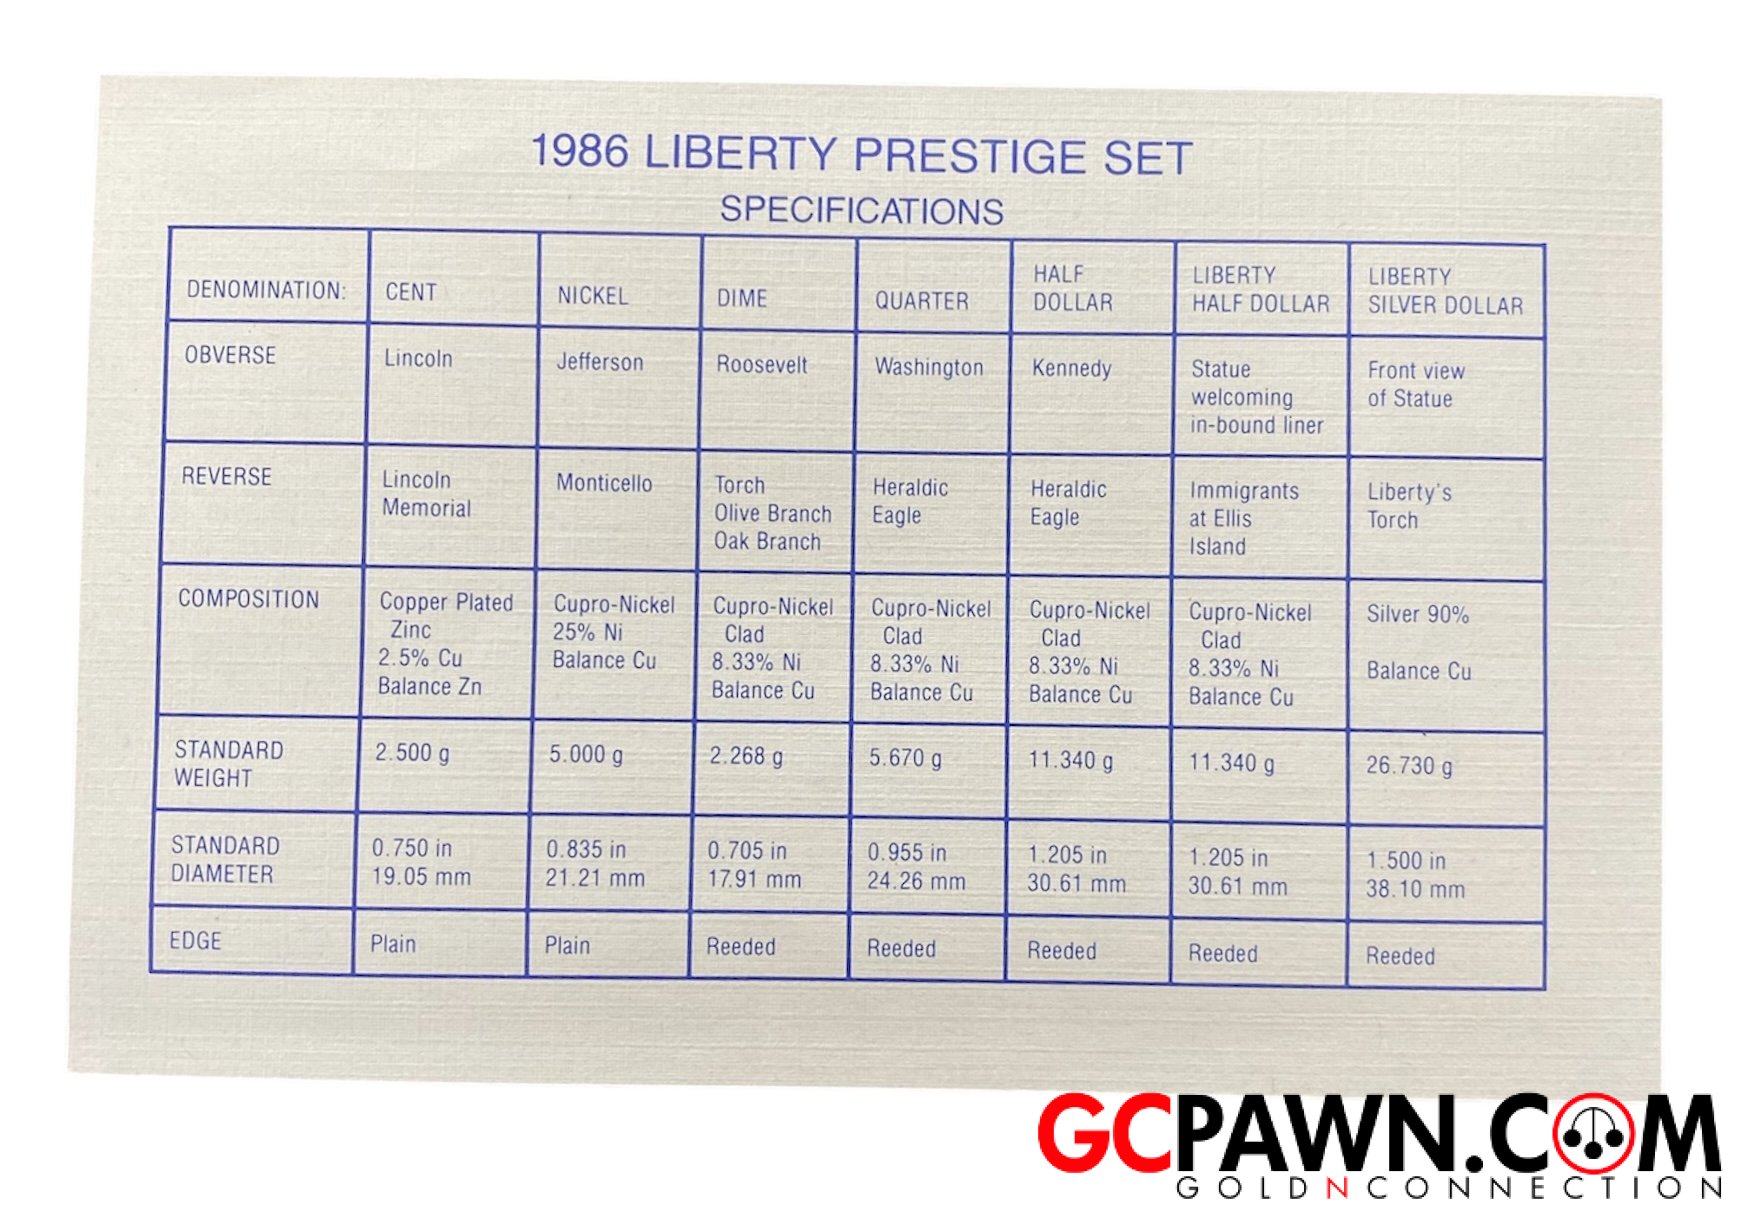 1986 LIBERTY PRESTIGE SET
SPECIFICATIONS
DENOMINATION: CENT NICKEL DIME QUARTER HALF DOLLAR LIBERTY HALF DOLLAR LIBERTY SILVER DOLLAR
OBVERSE Lincoln Jefferson Roosevelt Washington Kennedy Statue welcoming in-bound liner Front view of Statue
REVERSE Lincoln Memorial Monticello Torch Olive Branch Oak Branch Heraldic Eagle Heraldic Eagle Immigrants at Ellis Island Liberty's Torch
COMPOSITION Copper Plated Zinc 2.5% Cu Balance Zn Cupro-Nickel 25% Ni Balance Cu Cupro-Nickel Clad 8.33% Ni Balance Cu Cupro-Nickel Clad 8.33% Ni Balance Cu Cupro-Nickel Clad 8.33% Ni Balance Cu Cupro-Nickel Clad 8.33% Ni Balance Cu Silver 90% Balance Cu
STANDARD WEIGHT 2.500 g 5.000 g 2.268 g 5.670 g 11.340 g 11.340 g 26.730 g
STANDARD DIAMETER 0.750 in 19.05 mm 0.835 in 21.21 mm 0.705 in 17.91 mm 0.955 in 24.26 mm 1.205 in 30.61 mm 1.205 in 30.61 mm 1.500 in 38.10 mm
EDGE Plain Plain Reeded Reeded Reeded Reeded Reeded
GCPAWN.COM
GOLDNCONNECTION